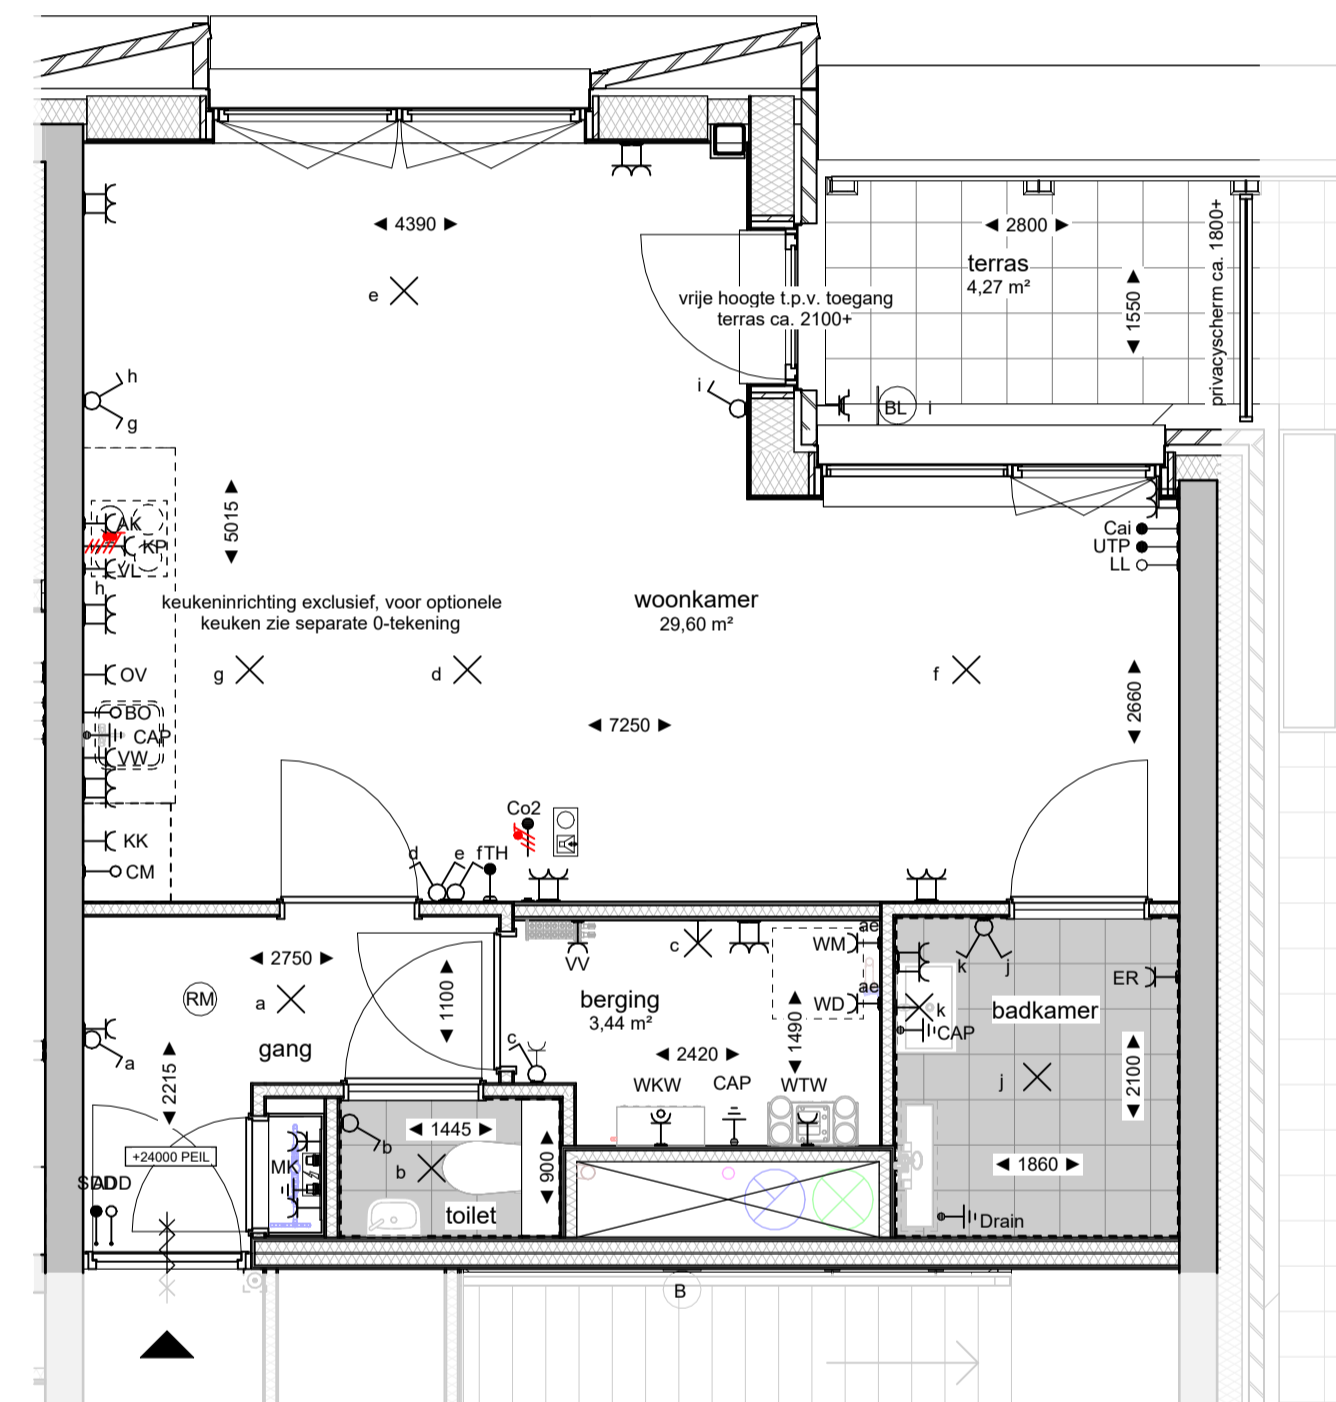 4390
2800
terras
4,27 m²
1550
privacyscherm ca. 1800+
e
vrije hoogte t.p.v. toegang
terras ca. 2100+
h
g
i
BL
i
5015
AK
KP
VL
h
Cai
UTP
LL
keukeninrichting exclusief, voor optionele
keuken zie separate 0-tekening
woonkamer
29,60 m²
OV
g
d
f
2660
BO
CAP
VW
7250
Co2
KK
CM
d
e
fTH
2750
RM
a
1100
VV
c
berging
3,44 m²
WM
ae
WD
ae
k
j
ER
k
badkamer
CAP
gang
a
2215
c
2420
1490
WKW
CAP
WTW
j
2100
+24000 PEIL
MK
b
1445
b
900
toilet
1860
Drain
B